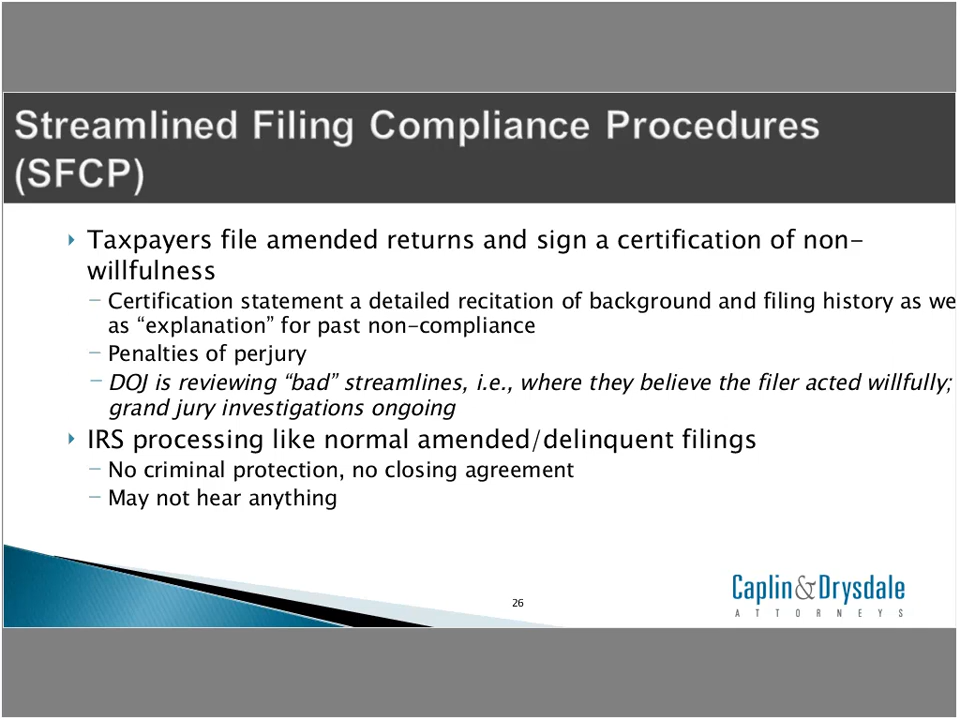 Streamlined Filing Compliance Procedures
(SFCP)
Taxpayers file amended returns and sign a certification of non-
willfulness
– Certification statement a detailed recitation of background and filing history as we
as “explanation” for past non-compliance
– Penalties of perjury
– DOJ is reviewing “bad” streamlines, i.e., where they believe the filer acted willfully;
grand jury investigations ongoing
IRS processing like normal amended/delinquent filings
– No criminal protection, no closing agreement
– May not hear anything
26
Caplin&Drysdale
ATTORNEYS